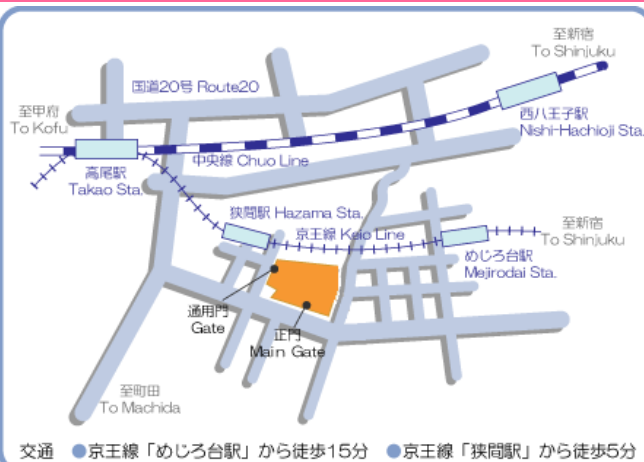 至新宿
To Shinjuku
国道20号 Route20
至甲府
To Kofu
西八王子駅
Nishi-Hachioji Sta.
中央線 Chuo Line
高尾駅
Takao Sta.
狭間駅 Hazama Sta.
京王線 Keio Line
至新宿
To Shinjuku
めじろ台駅
Mejirodai Sta.
通用門
Gate
正門
Main Gate
至町田
To Machida
交通 ●京王線「めじろ台駅」から徒歩15分 ●京王線「狭間駅」から徒歩5分